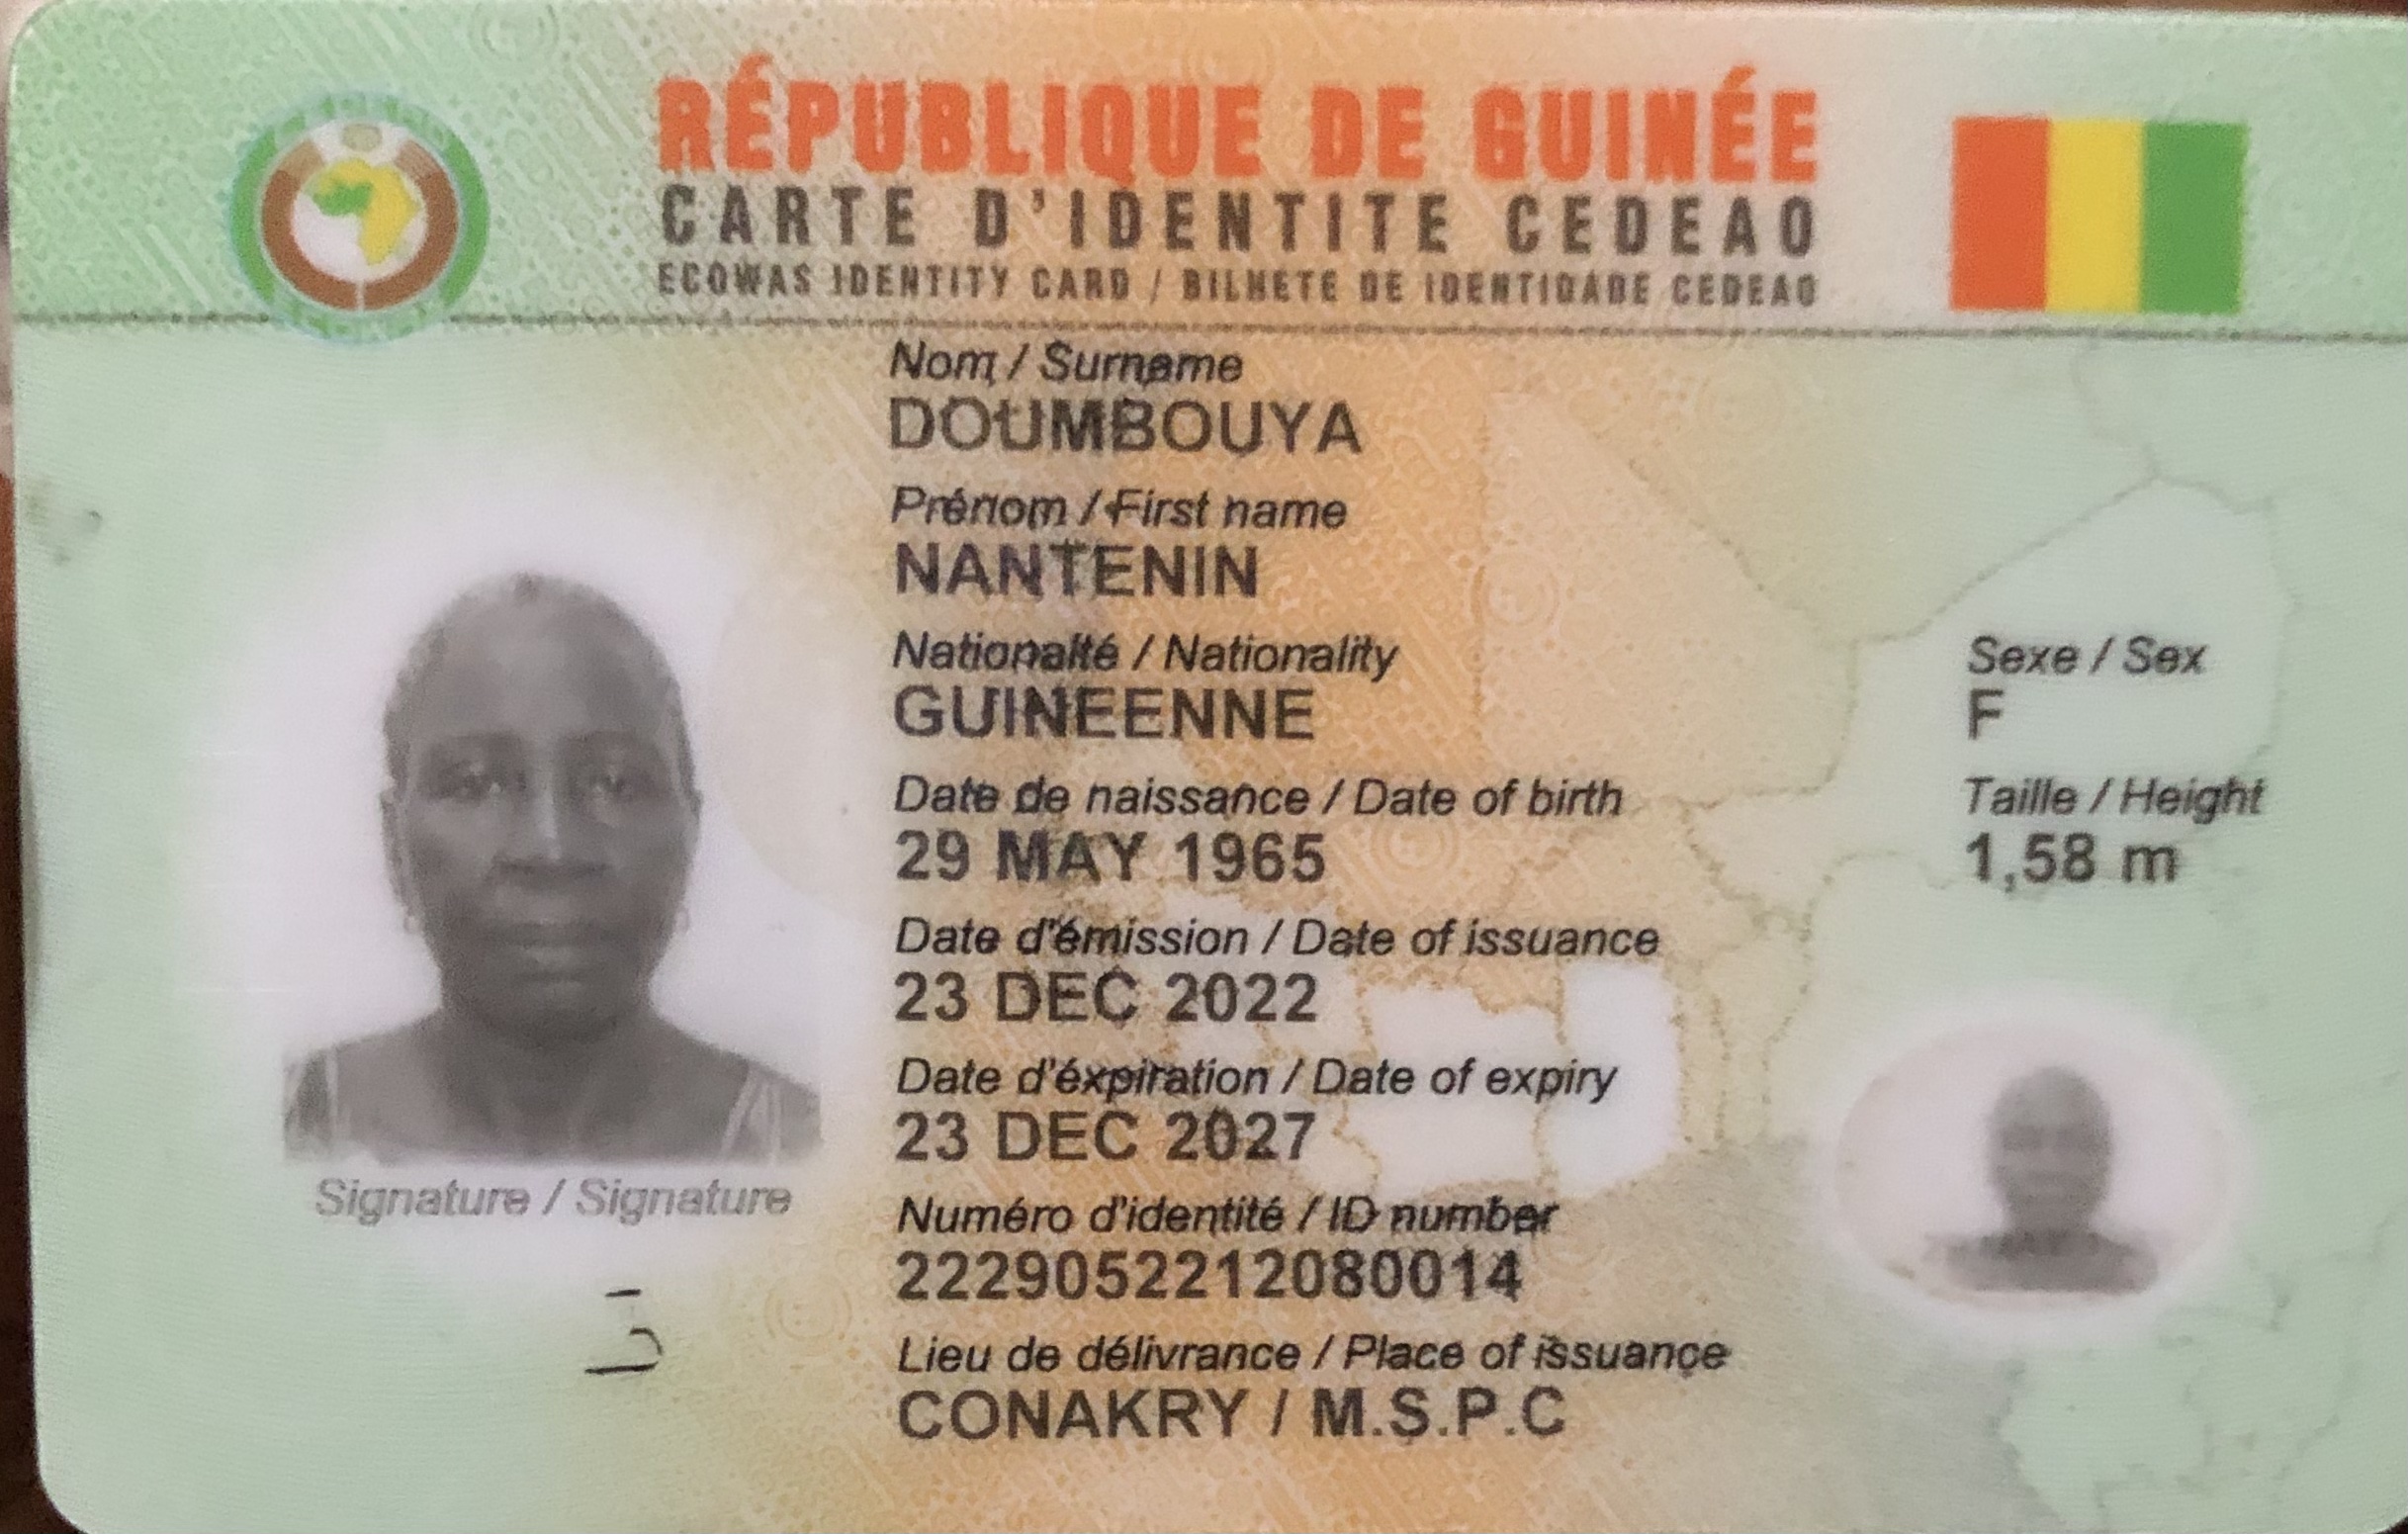 RÉPUBLIQUE DE GUINÉE
CARTE D'IDENTITE CEDEAO
ECOWAS IDENTITY CARD / BILHETE DE IDENTIDADE CEDEAO
Nom / Surname
DOUMBOUYA
Prénom / First name
NANTENIN
Nationalté / Nationality
GUINEENNE
Sexe / Sex
F
Date de naissance / Date of birth
29 MAY 1965
Taille / Height
1,58 m
Date d'émission / Date of issuance
23 DEC 2022
Date d'éxpiration / Date of expiry
23 DEC 2027
Signature / Signature
Numéro d'identité / ID number
2229052212080014
Lieu de délivrance / Place of issuance
CONAKRY / M.S.P.C